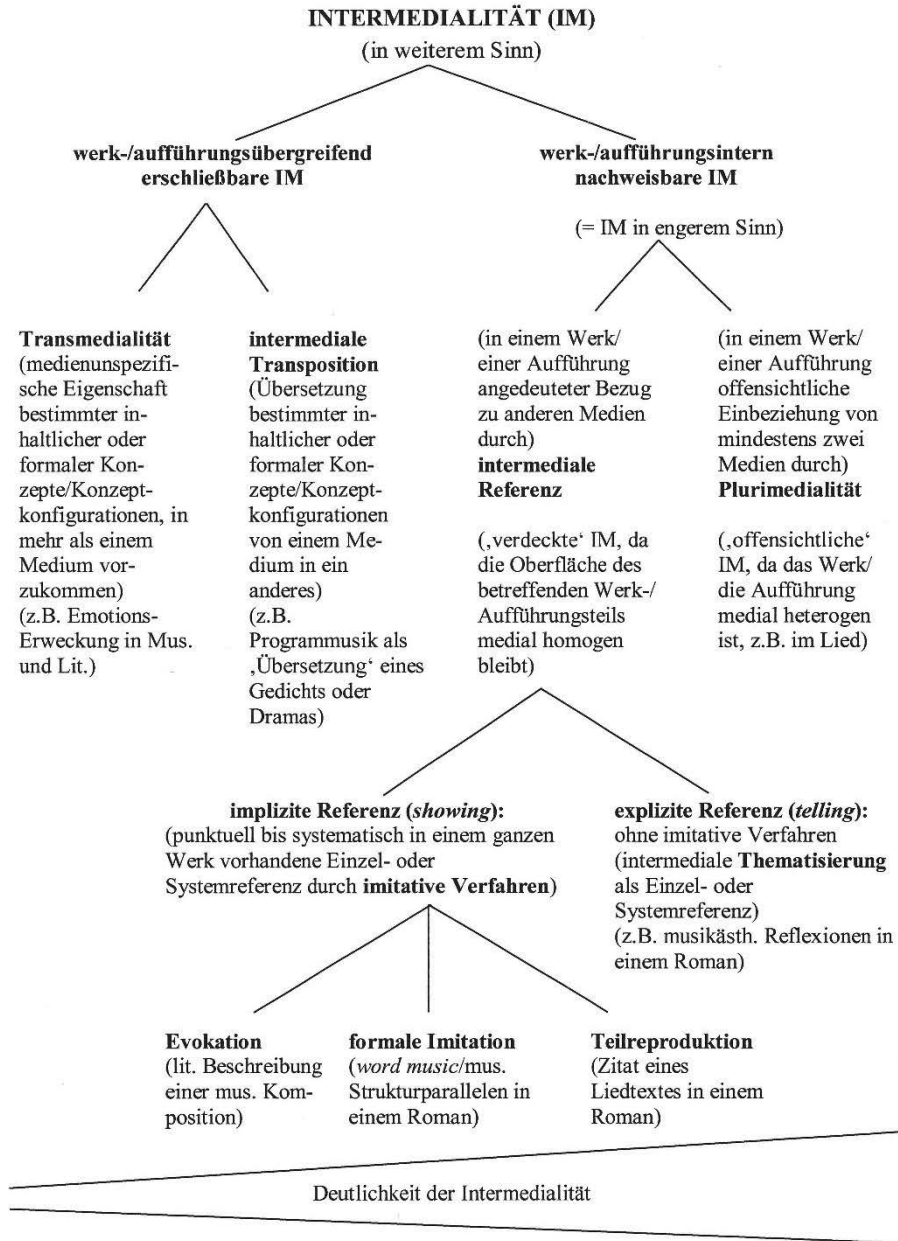 INTERMEDIALITÄT (IM)
(in weiterem Sinn)
werk-/aufführungsübergreifend
erschließbare IM
werk-/aufführungsintern
nachweisbare IM
(= IM in engerem Sinn)
Transmedialität
(medienunspezifi-
sche Eigenschaft
bestimmter in-
haltlicher oder
formaler Kon-
zepte/Konzept-
konfigurationen, in
mehr als einem
Medium vor-
zukommen)
(z.B. Emotions-
Erweckung in Mus.
und Lit.)
intermediale
Transposition
(Übersetzung
bestimmter in-
haltlicher oder
formaler Kon-
zepte/Konzept-
konfigurationen
von einem Me-
dium in ein
anderes)
(z.B.
Programmusik als
‚Übersetzung‘ eines
Gedichts oder
Dramas)
(in einem Werk/
einer Aufführung
angedeuteter Bezug
zu anderen Medien
durch)
intermediale
Referenz
(‚verdeckte‘ IM, da
die Oberfläche des
betreffenden Werk-/
Aufführungsteils
medial homogen
bleibt)
(in einem Werk/
einer Aufführung
offensichtliche
Einbeziehung von
mindestens zwei
Medien durch)
Plurimedialität
(‚offensichtliche‘
IM, da das Werk/
die Aufführung
medial heterogen
ist, z.B. im Lied)
implizite Referenz (showing):
(punktuell bis systematisch in einem ganzen
Werk vorhandene Einzel- oder
Systemreferenz durch imitative Verfahren)
explizite Referenz (telling):
ohne imitative Verfahren
(intermediale Thematisierung
als Einzel- oder
Systemreferenz)
(z.B. musikästh. Reflexionen in
einem Roman)
Evokation
(lit. Beschreibung
einer mus. Kom-
position)
formale Imitation
(word music/mus.
Strukturparallelen in
einem Roman)
Teilreproduktion
(Zitat eines
Liedtextes in einem
Roman)
Deutlichkeit der Intermedialität